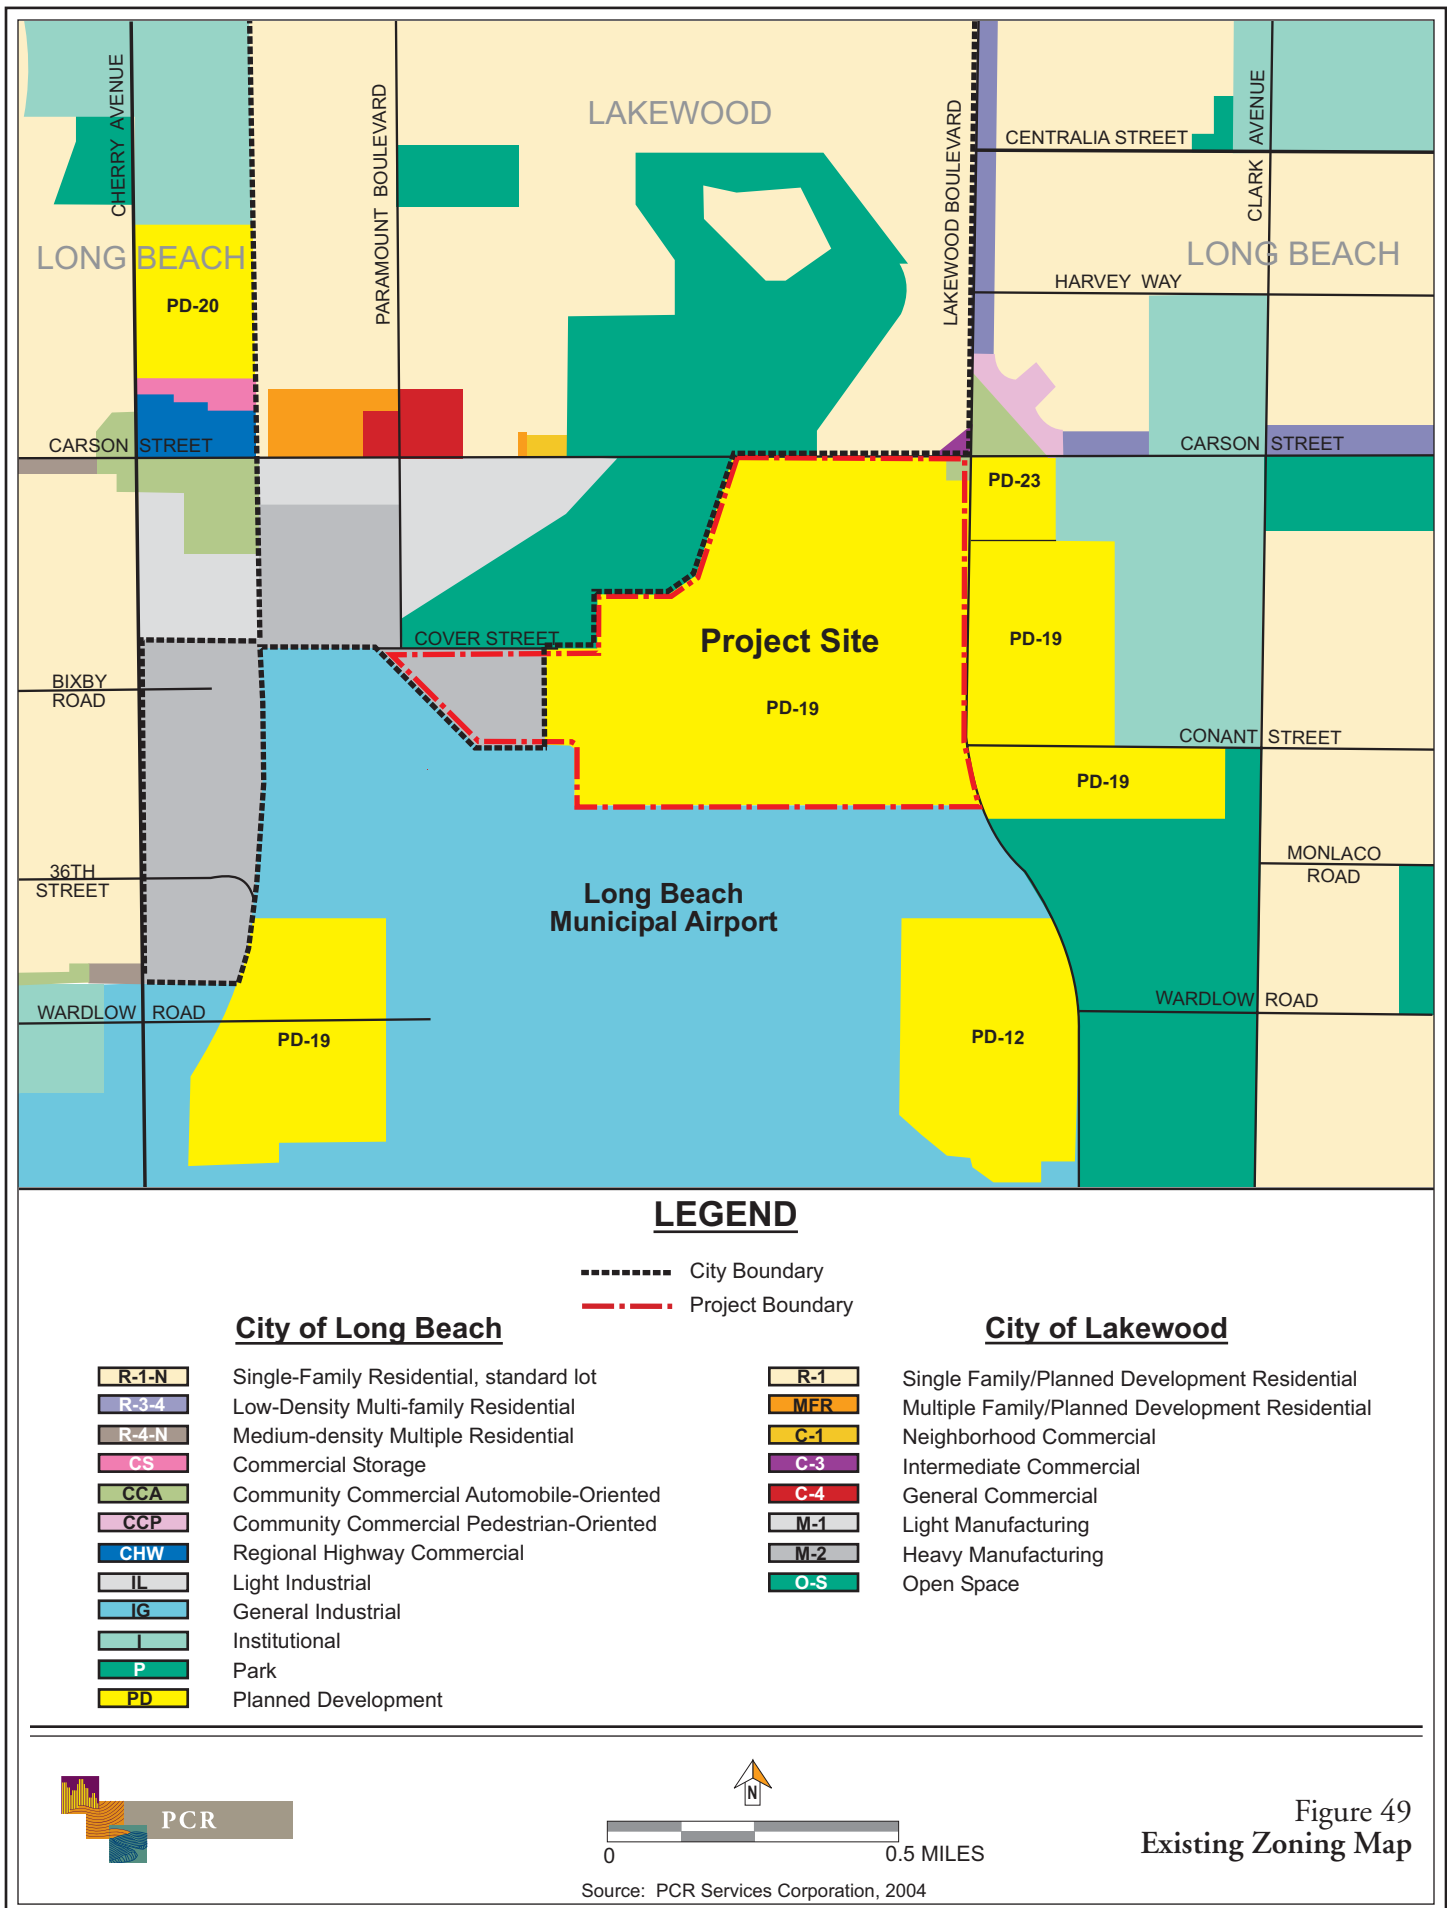 LAKEWOOD
CHERRY AVENUE
PARAMOUNT BOULEVARD
LAKEWOOD BOULEVARD
CENTRALIA STREET
CLARK AVENUE
LONG BEACH
LONG BEACH
HARVEY WAY
PD-20
CARSON STREET
CARSON STREET
PD-23
COVER STREET
Project Site
PD-19
PD-19
BIXBY
ROAD
CONANT STREET
PD-19
36TH
STREET
MONLACO
ROAD
Long Beach
Municipal Airport
WARDLOW ROAD
WARDLOW ROAD
PD-19
PD-12
LEGEND
City Boundary
Project Boundary
City of Long Beach
R-1-N Single-Family Residential, standard lot
R-3-4 Low-Density Multi-family Residential
R-4-N Medium-density Multiple Residential
CS Commercial Storage
CCA Community Commercial Automobile-Oriented
CCP Community Commercial Pedestrian-Oriented
CHW Regional Highway Commercial
IL Light Industrial
IG General Industrial
I Institutional
P Park
PD Planned Development
City of Lakewood
R-1 Single Family/Planned Development Residential
MFR Multiple Family/Planned Development Residential
C-1 Neighborhood Commercial
C-3 Intermediate Commercial
C-4 General Commercial
M-1 Light Manufacturing
M-2 Heavy Manufacturing
O-S Open Space
PCR
N
0 0.5 MILES
Source: PCR Services Corporation, 2004
Figure 49
Existing Zoning Map